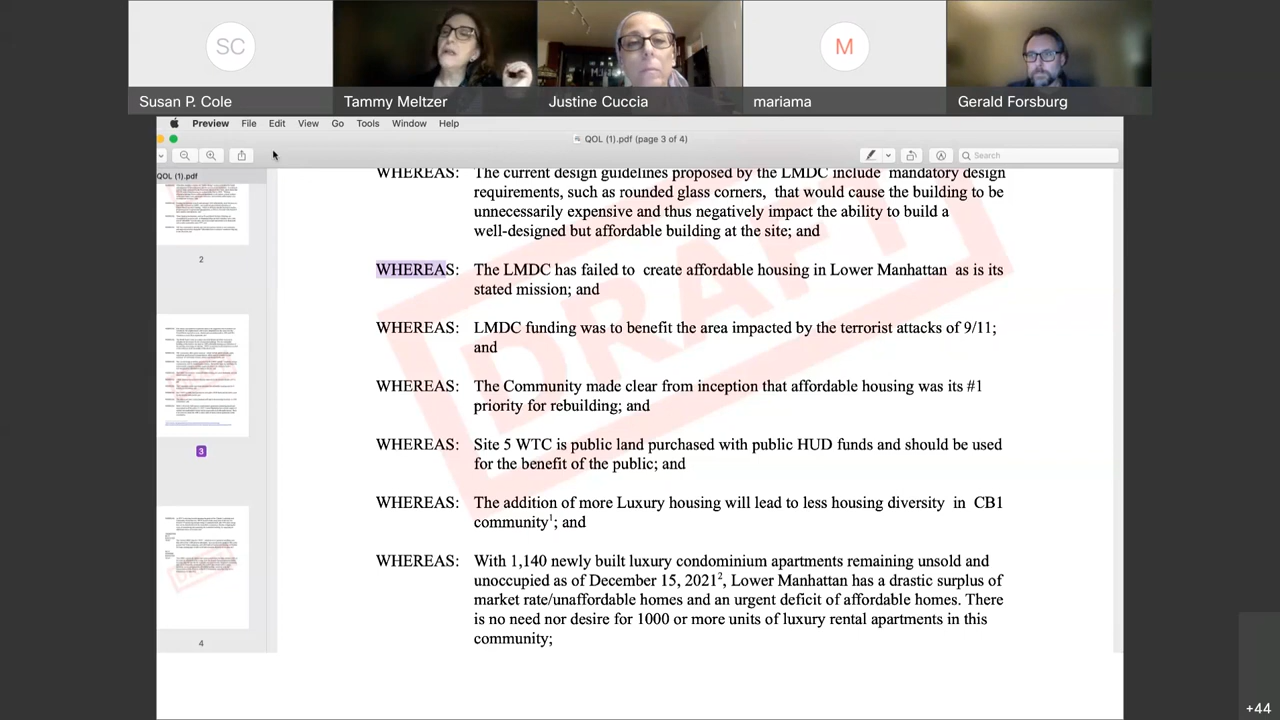 SC
M
Susan P. Cole
Tammy Meltzer
Justine Cuccia
mariama
Gerald Forsburg
Preview File Edit View Go Tools Window Help
QOL (1).pdf (page 3 of 4)
Search
QOL (1).pdf
2
3
4
WHEREAS: The current design guidelines proposed by the LMDC include mandatory design
requirements, such as rounded glass corners, that would cause a building to be
unnecessarily expensive and thus negatively impact the ability to build a
well-designed but affordable building at the site; and
WHEREAS: The LMDC has failed to create affordable housing in Lower Manhattan as is its
stated mission; and
WHEREAS: LMDC funding was meant the area impacted by the terrorist attacks of 9/11;
and
WHEREAS: The Community was clear from inception that affordable housing was its #1
priority for rebuilding; and
WHEREAS: Site 5 WTC is public land purchased with public HUD funds and should be used
for the benefit of the public; and
WHEREAS: The addition of more Luxury housing will lead to less housing diversity in CB1
community1; and
WHEREAS: With newly built luxury condominium apartments remaining unsold and
unoccupied as of December 15, 20212, Lower Manhattan has a drastic surplus of
market rate/unaffordable homes and an urgent deficit of affordable homes. There
is no need nor desire for 1000 or more units of luxury rental apartments in this
community;
DRAFT
+44